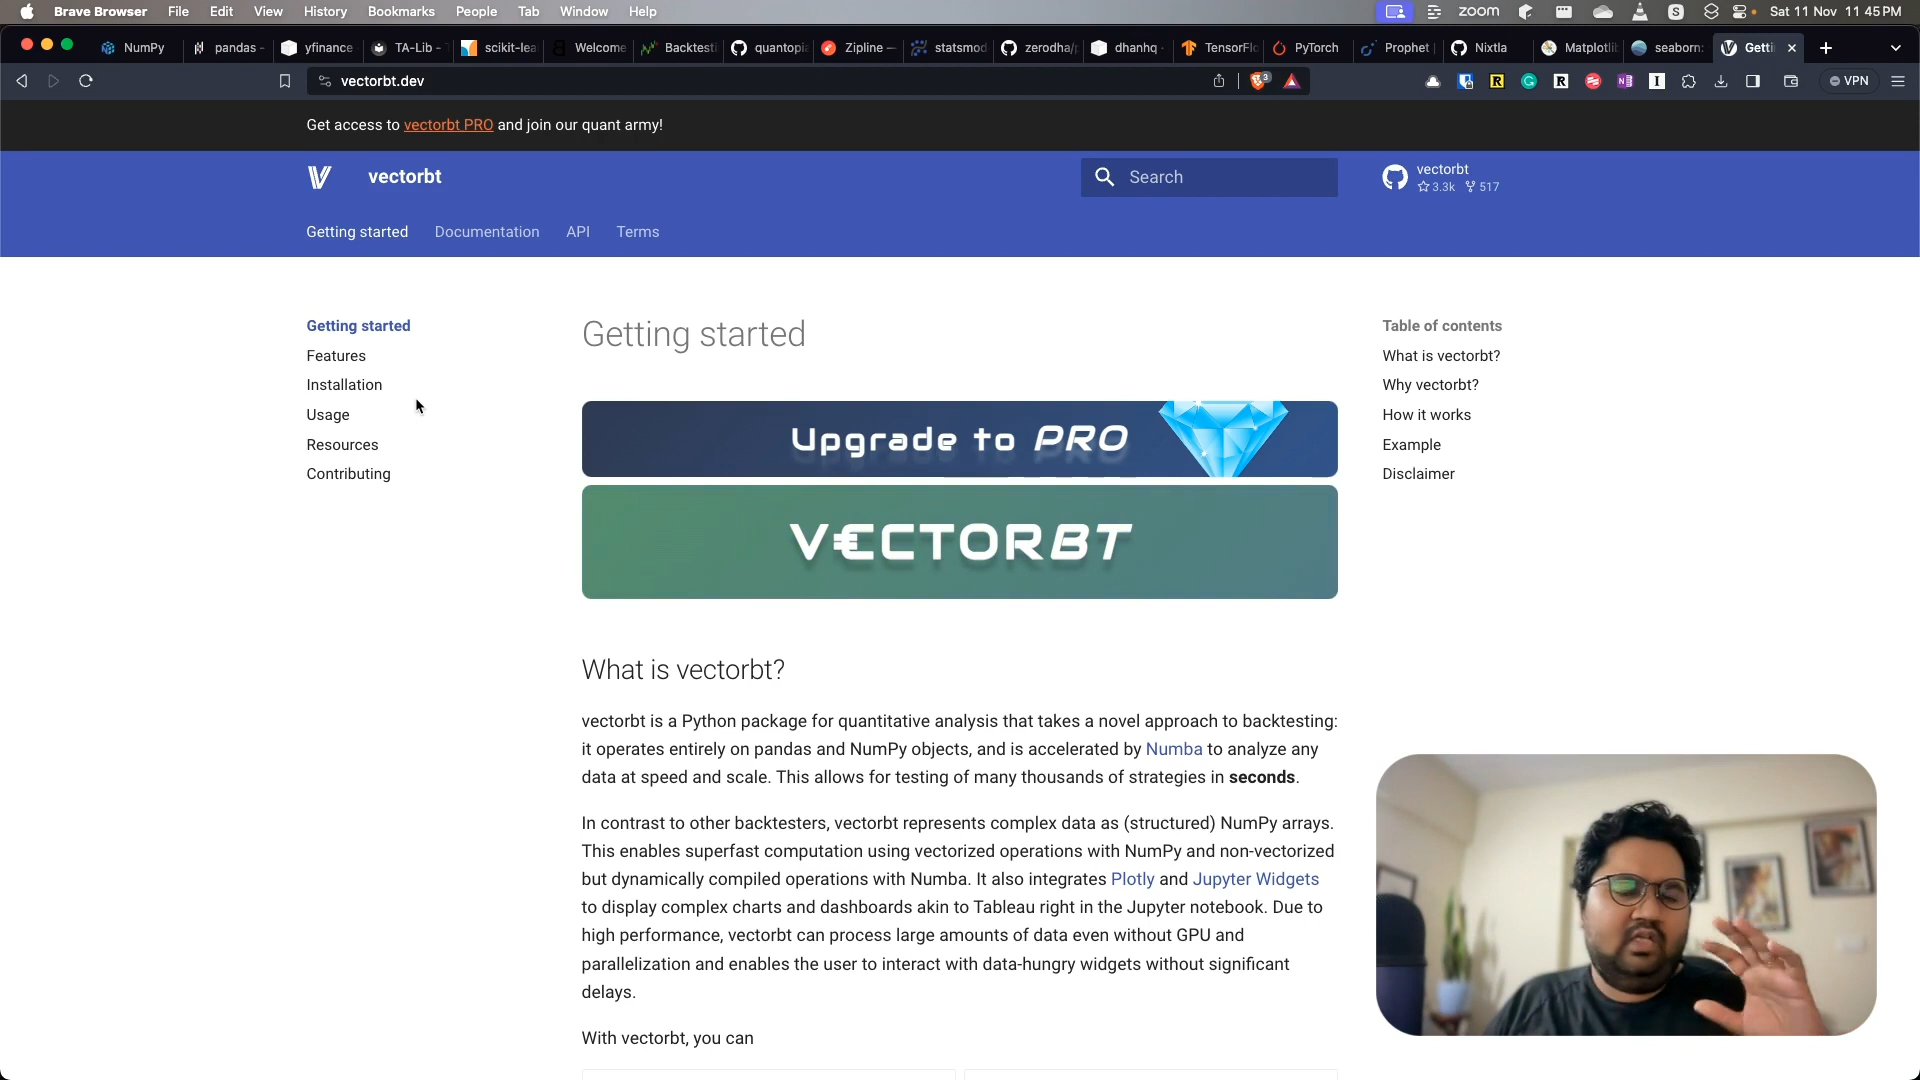 Brave Browser File Edit View History Bookmarks People Tab Window Help zoom Sat 11 Nov 11 45 PM
NumPy pandas - yfinance TA-Lib - scikit-lea Welcome Backtesti quantopia Zipline — statsmod zerodha/p dhanhq TensorFlo PyTorch Prophet Nixtla Matplotlib seaborn: Getti
vectorbt.dev 3 VPN
Get access to vectorbt PRO and join our quant army!
vectorbt
Search
vectorbt
3.3k 517
Getting started Documentation API Terms
Getting started
Features
Installation
Usage
Resources
Contributing
Getting started
Upgrade to PRO
V€CTORBT
What is vectorbt?
vectorbt is a Python package for quantitative analysis that takes a novel approach to backtesting:
it operates entirely on pandas and NumPy objects, and is accelerated by Numba to analyze any
data at speed and scale. This allows for testing of many thousands of strategies in seconds.
In contrast to other backtesters, vectorbt represents complex data as (structured) NumPy arrays.
This enables superfast computation using vectorized operations with NumPy and non-vectorized
but dynamically compiled operations with Numba. It also integrates Plotly and Jupyter Widgets
to display complex charts and dashboards akin to Tableau right in the Jupyter notebook. Due to
high performance, vectorbt can process large amounts of data even without GPU and
parallelization and enables the user to interact with data-hungry widgets without significant
delays.
With vectorbt, you can
Table of contents
What is vectorbt?
Why vectorbt?
How it works
Example
Disclaimer